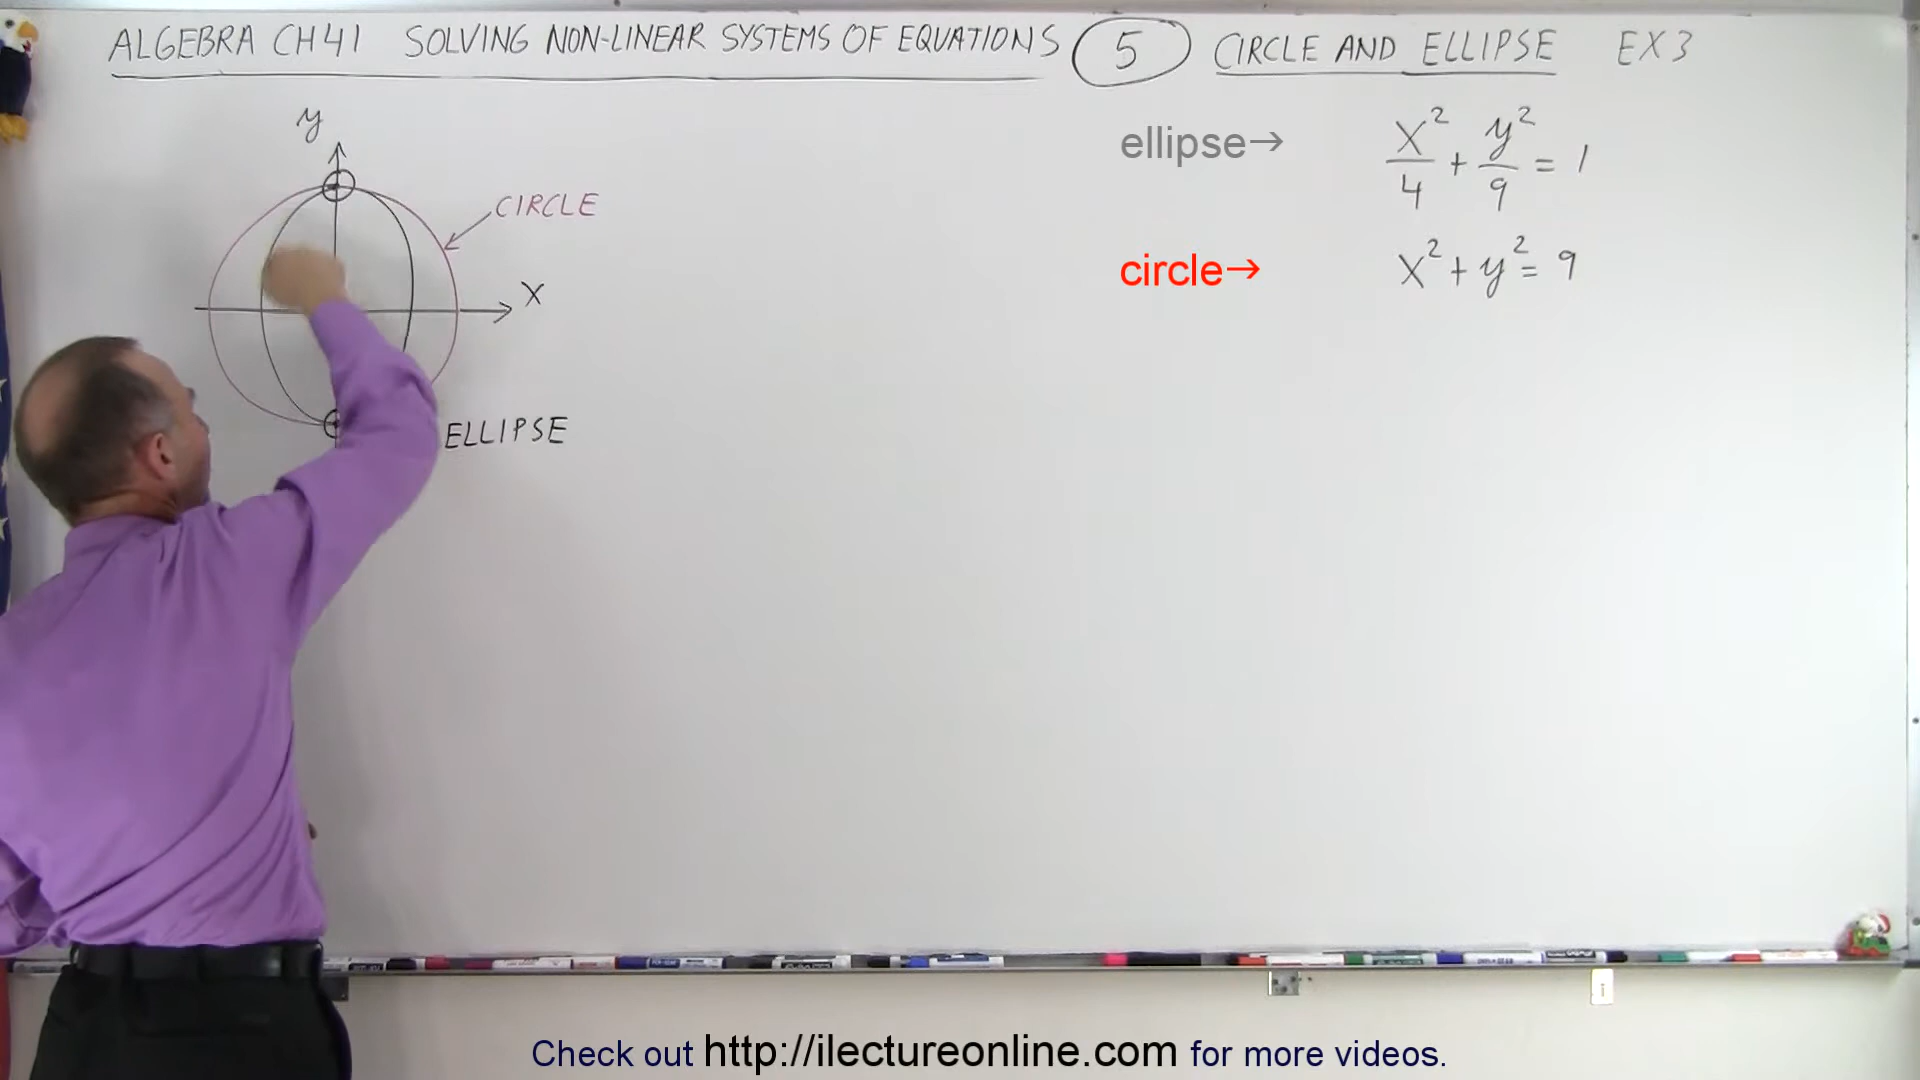 ALGEBRA CH 41 SOLVING NON-LINEAR SYSTEMS OF EQUATIONS 5 CIRCLE AND ELLIPSE EX 3
y
CIRCLE
X
ELLIPSE
ellipse→ x²/4 + y²/9 = 1
circle→ x² + y² = 9
Check out http://ilectureonline.com for more videos.